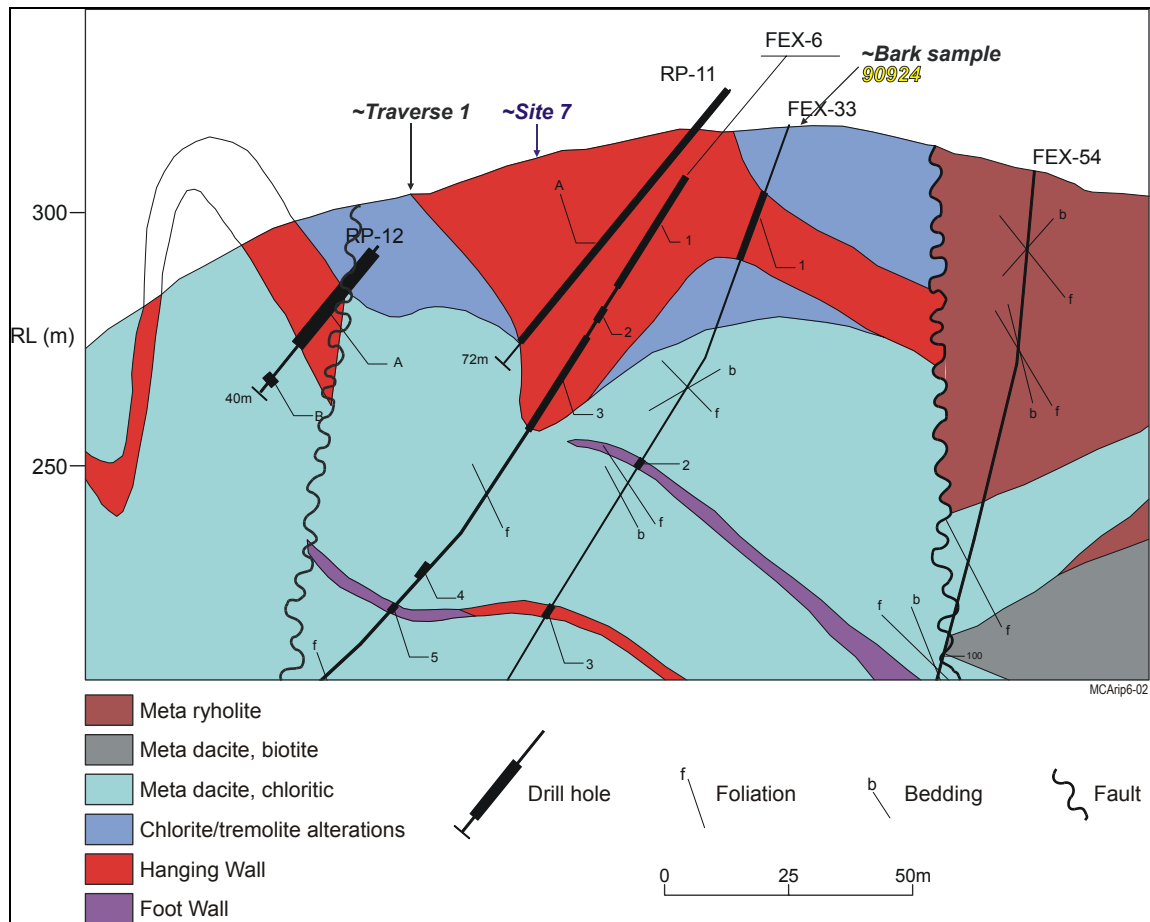 FEX-6
~Bark sample
90924
RP-11
~Traverse 1
~Site 7
FEX-33
FEX-54
A
b
300
1
RP-12
1
f
2
RL (m)
72m
A
b
40m
B
3
f
b
f
250
2
f
f
b
4
f
f
b
f
5
3
100
MCArip6-02
Meta ryholite
Meta dacite, biotite
Meta dacite, chloritic
Chlorite/tremolite alterations
Hanging Wall
Foot Wall
Drill hole
f
Foliation
b
Bedding
Fault
0
25
50m